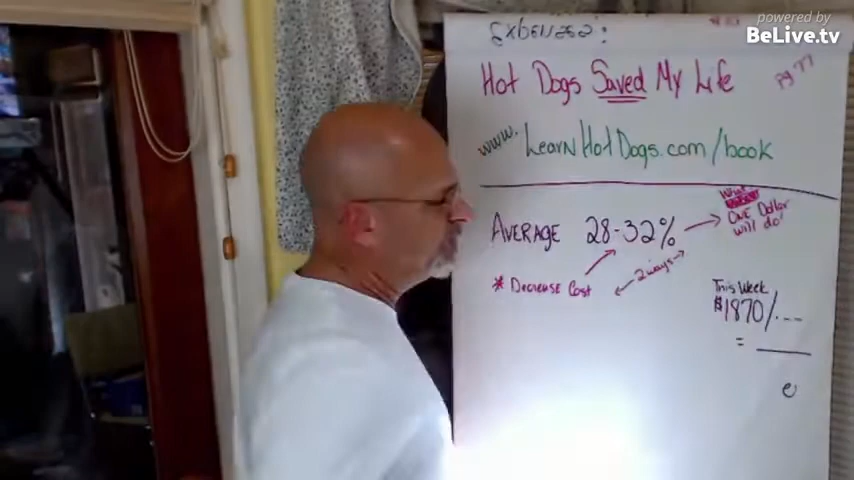 powered by
BeLive.tv
Expenses:
Hot Dogs Saved My Life
Pg 77
www. LearnHotDogs.com/book
AVERAGE 28-32%
What
ONE Dollar
will do
* Decrease Cost
2 ways
This Week
$1870/...
=
e